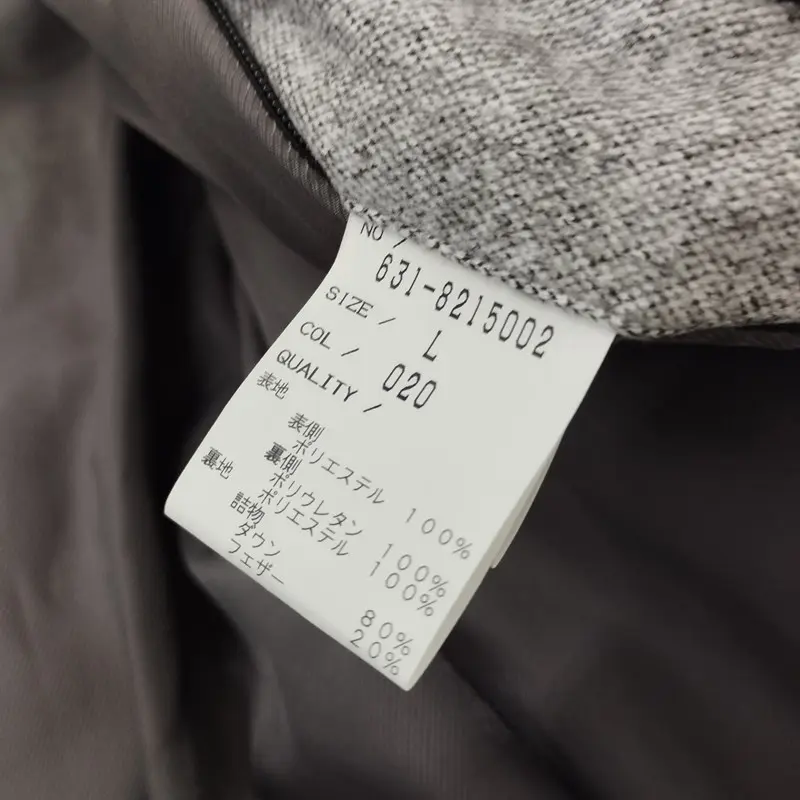 NO /
631-8215002
SIZE / L
COL / 020
QUALITY /
表地
表側
ポリエステル 100%
裏側
ポリウレタン 100%
裏地
ポリエステル 100%
詰物
ダウン 80%
フェザー 20%